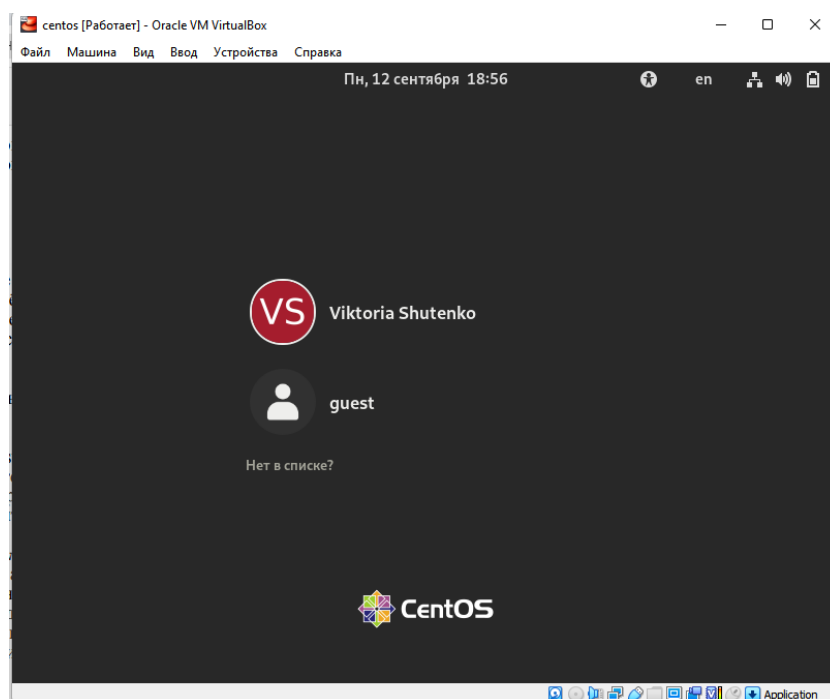 centos [Работает] - Oracle VM VirtualBox
Файл Машина Вид Ввод Устройства Справка
Пн, 12 сентября 18:56 en
VS Viktoria Shutenko
guest
Нет в списке?
CentOS
Application